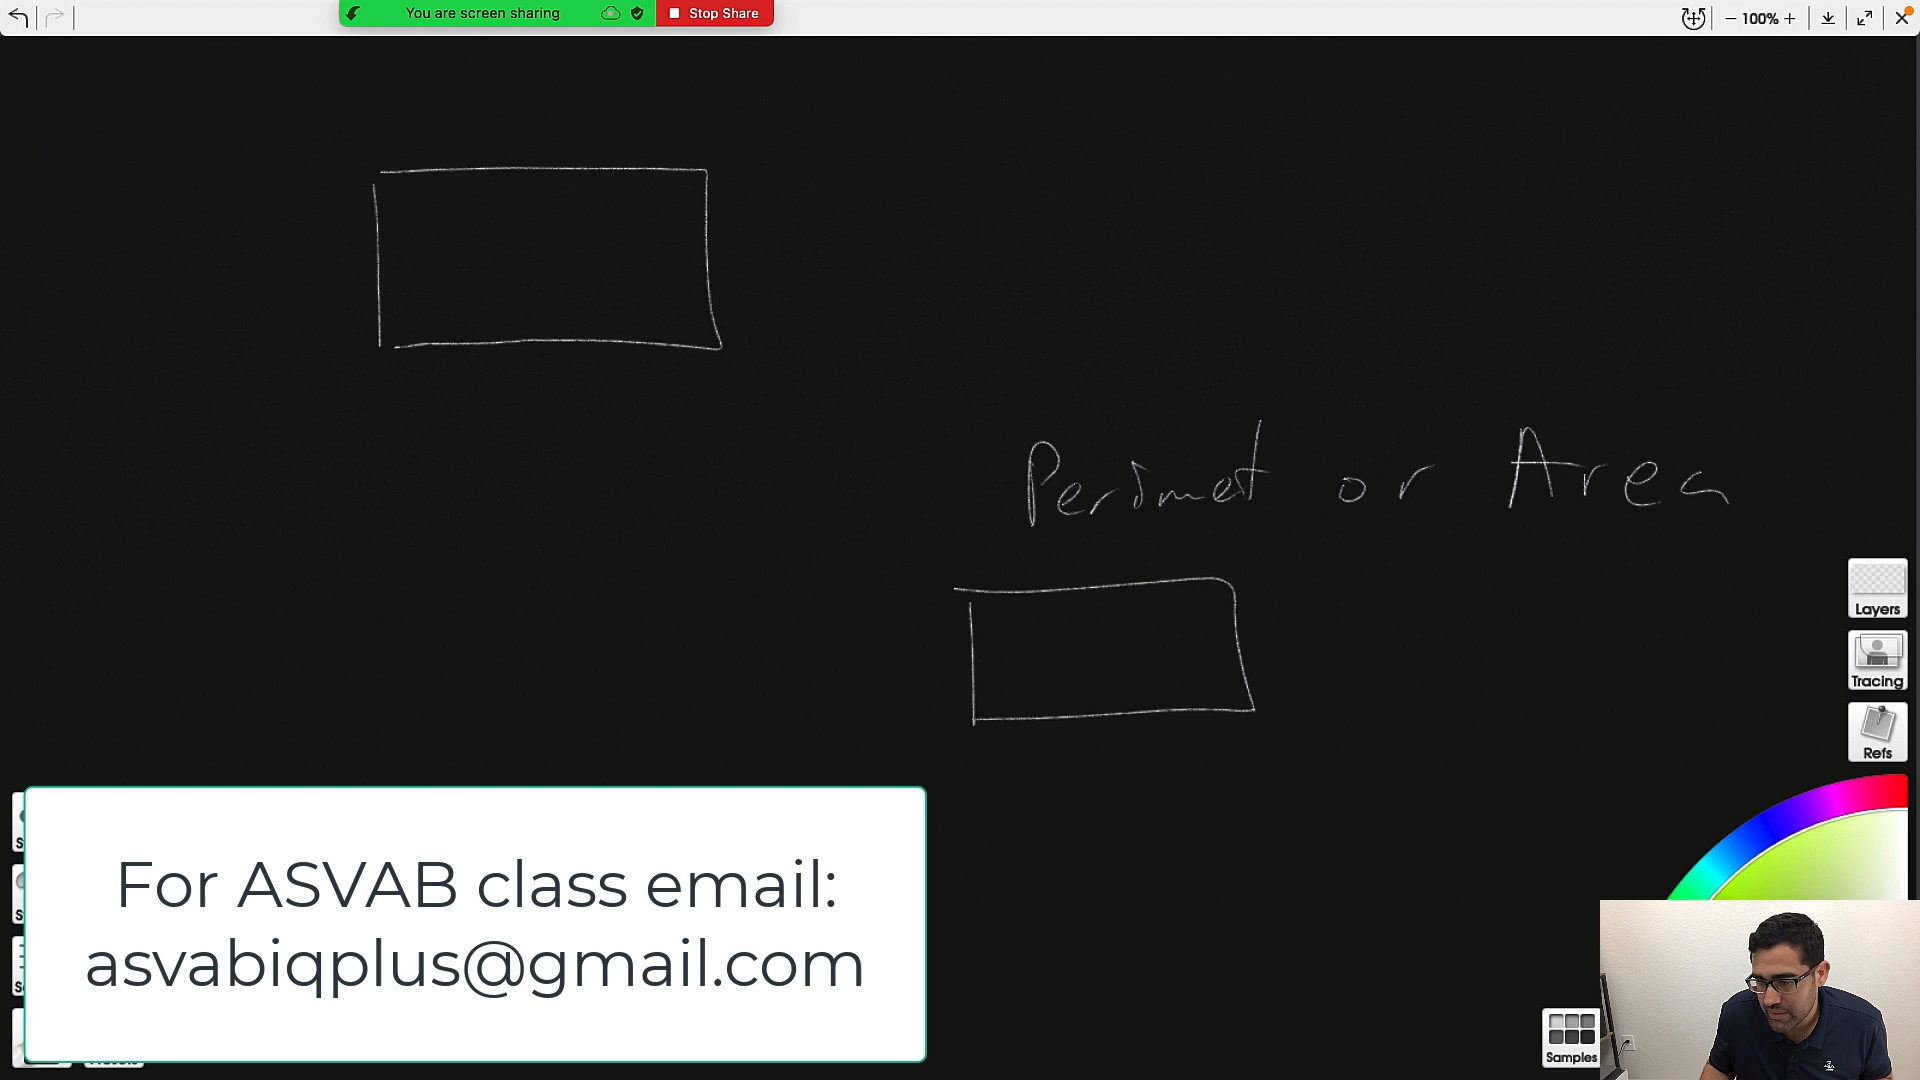 You are screen sharing
Stop Share
100%
Perimet or Area
Layers
Tracing
Refs
For ASVAB class email:
asvabiqplus@gmail.com
Samples